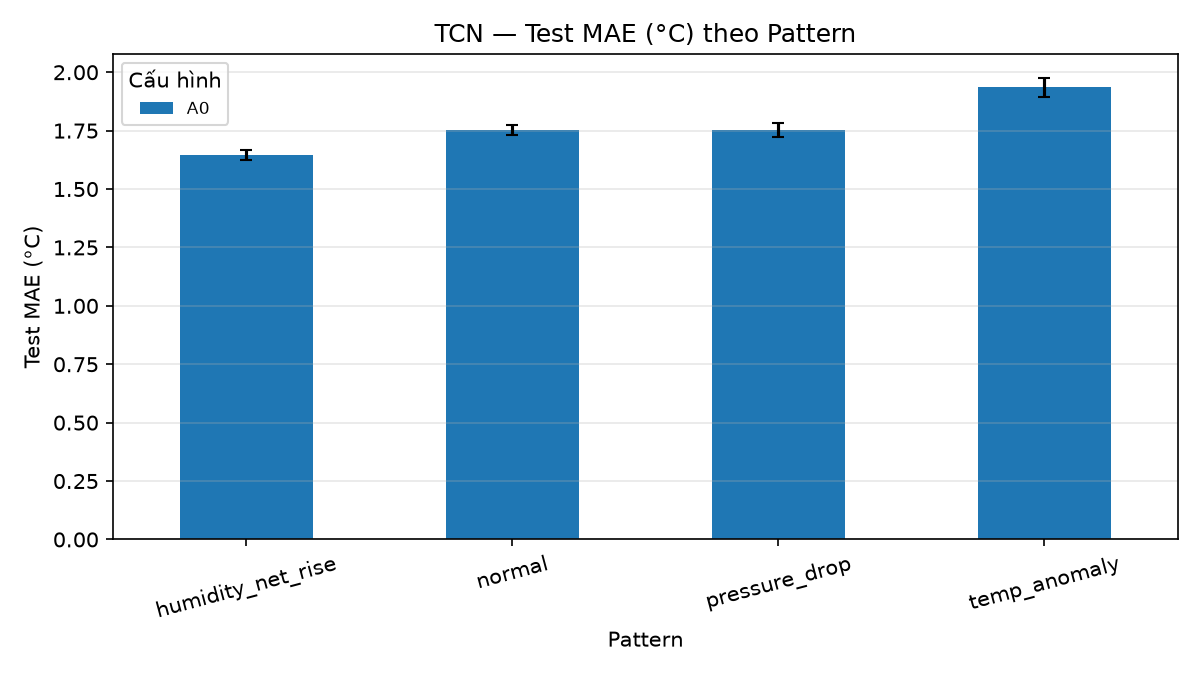 TCN — Test MAE (°C) theo Pattern
Cấu hình
A0
Test MAE (°C)
2.00
1.75
1.50
1.25
1.00
0.75
0.50
0.25
0.00
humidity_net_rise
normal
pressure_drop
temp_anomaly
Pattern